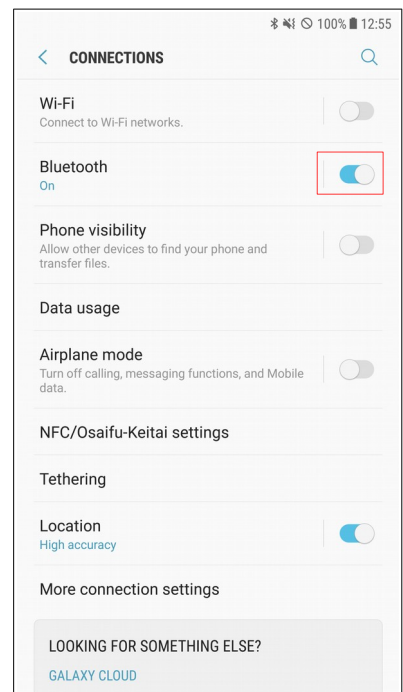 100% 12:55
CONNECTIONS
Wi-Fi
Connect to Wi-Fi networks.
Bluetooth
On
Phone visibility
Allow other devices to find your phone and
transfer files.
Data usage
Airplane mode
Turn off calling, messaging functions, and Mobile
data.
NFC/Osaifu-Keitai settings
Tethering
Location
High accuracy
More connection settings
LOOKING FOR SOMETHING ELSE?
GALAXY CLOUD